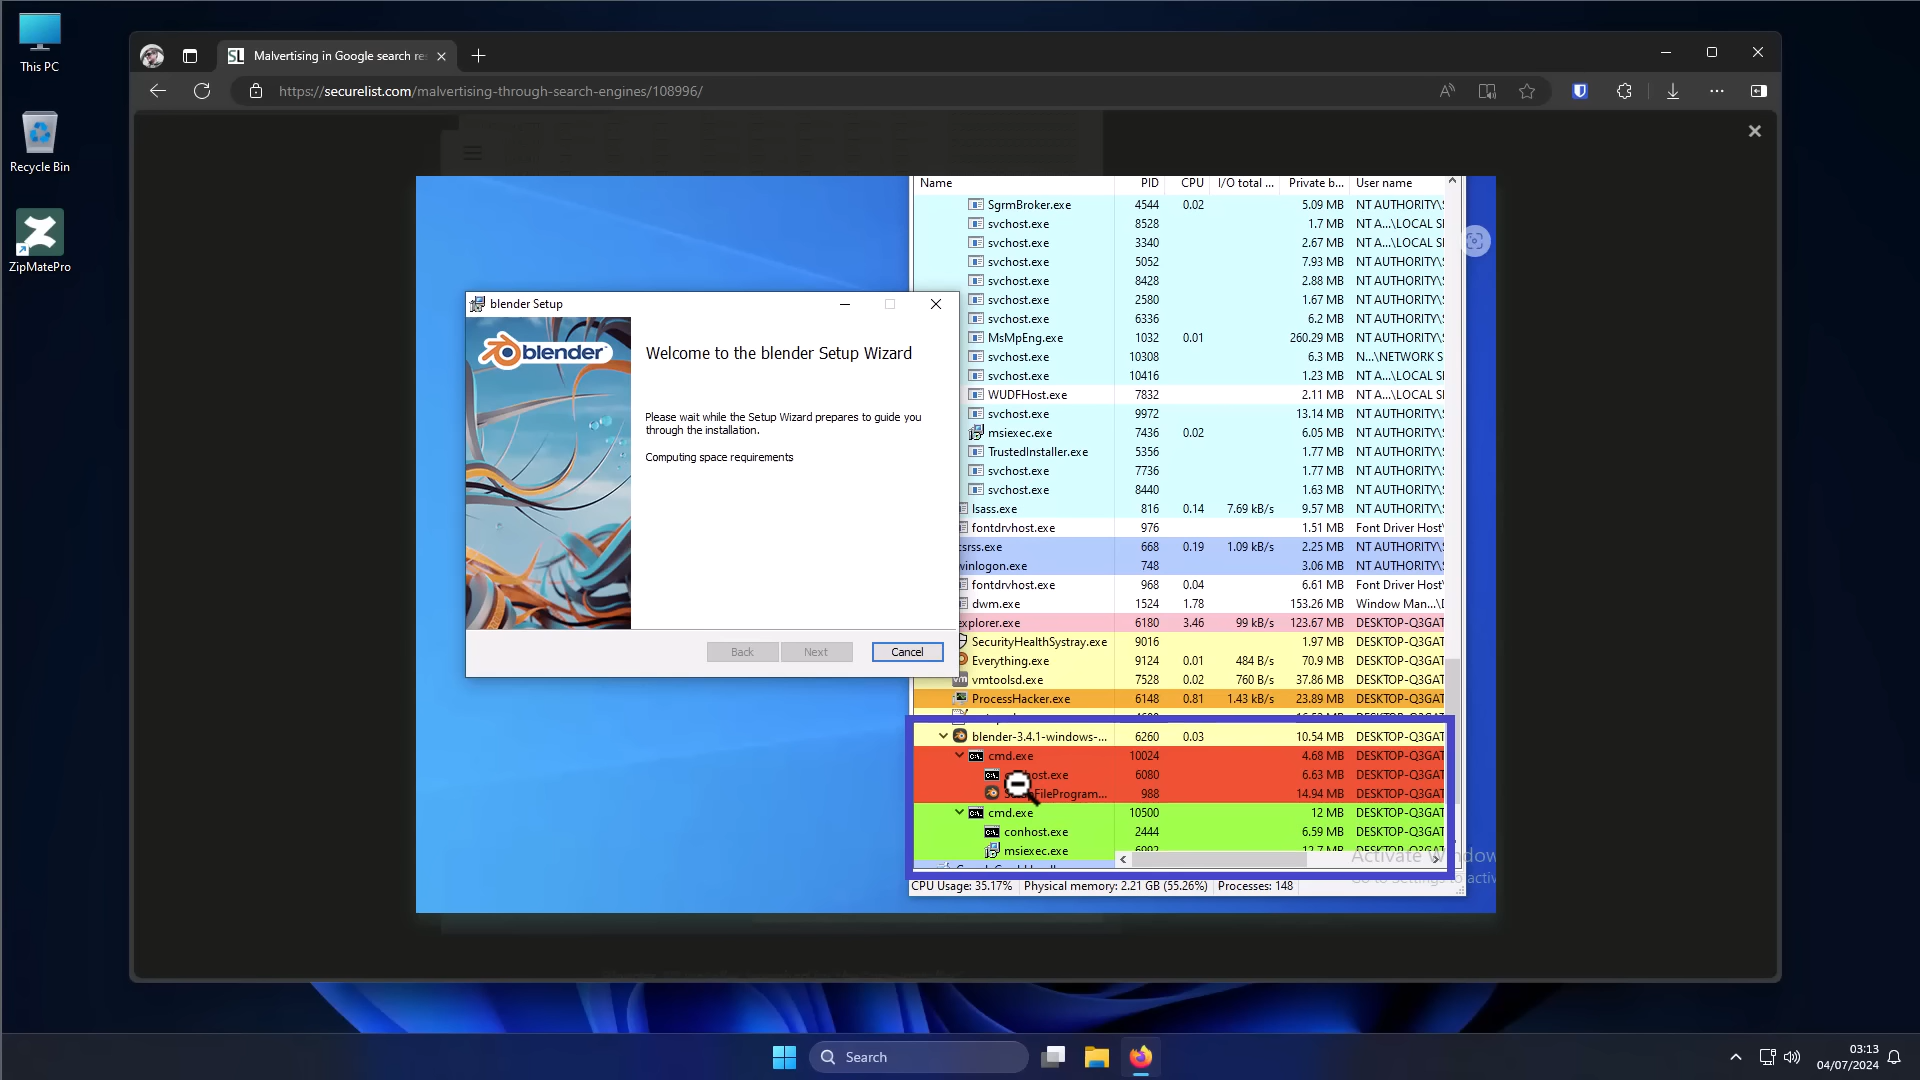 This PC
Recycle Bin
ZipMatePro
SL Malvertising in Google search re
https://securelist.com/malvertising-through-search-engines/108996/
Name PID CPU I/O total ... Private b... User name
SgrmBroker.exe 4544 0.02 5.09 MB NT AUTHORITY\S
svchost.exe 8528 1.7 MB NT A...\LOCAL SI
svchost.exe 3340 2.67 MB NT A...\LOCAL SI
svchost.exe 5052 7.93 MB NT AUTHORITY\S
svchost.exe 8428 2.88 MB NT A...\LOCAL SI
svchost.exe 2580 1.67 MB NT AUTHORITY\S
svchost.exe 6336 6.2 MB NT AUTHORITY\S
MsMpEng.exe 1032 0.01 260.29 MB NT AUTHORITY\S
svchost.exe 10308 6.3 MB N...\NETWORK S
svchost.exe 10416 1.23 MB NT A...\LOCAL SI
WUDFHost.exe 7832 2.11 MB NT A...\LOCAL SI
svchost.exe 9972 13.14 MB NT AUTHORITY\S
msiexec.exe 7436 0.02 6.05 MB NT AUTHORITY\S
TrustedInstaller.exe 5356 1.77 MB NT AUTHORITY\S
svchost.exe 7736 1.77 MB NT AUTHORITY\S
svchost.exe 8440 1.63 MB NT AUTHORITY\S
lsass.exe 816 0.14 7.69 kB/s 9.57 MB NT AUTHORITY\S
fontdrvhost.exe 976 1.51 MB Font Driver Host\
csrss.exe 668 0.19 1.09 kB/s 2.25 MB NT AUTHORITY\S
winlogon.exe 748 3.06 MB NT AUTHORITY\S
fontdrvhost.exe 968 0.04 6.61 MB Font Driver Host\
dwm.exe 1524 1.78 153.26 MB Window Man...\D
explorer.exe 6180 3.46 99 kB/s 123.67 MB DESKTOP-Q3GAT
SecurityHealthSystray.exe 9016 1.97 MB DESKTOP-Q3GAT
Everything.exe 9124 0.01 484 B/s 70.9 MB DESKTOP-Q3GAT
vmtoolsd.exe 7528 0.02 760 B/s 37.86 MB DESKTOP-Q3GAT
ProcessHacker.exe 6148 0.81 1.43 kB/s 23.89 MB DESKTOP-Q3GAT
blender-3.4.1-windows-... 6260 0.03 10.54 MB DESKTOP-Q3GAT
cmd.exe 10024 4.68 MB DESKTOP-Q3GAT
6080 6.63 MB DESKTOP-Q3GAT
988 14.94 MB DESKTOP-Q3GAT
cmd.exe 10500 12 MB DESKTOP-Q3GAT
conhost.exe 2444 6.59 MB DESKTOP-Q3GAT
msiexec.exe 6992 12.7 MB DESKTOP-Q3GAT
CPU Usage: 35.17% Physical memory: 2.21 GB (55.26%) Processes: 148
Activate Windows
blender Setup
blender
Welcome to the blender Setup Wizard
Please wait while the Setup Wizard prepares to guide you
through the installation.
Computing space requirements
Back Next Cancel
Search
03:13
04/07/2024